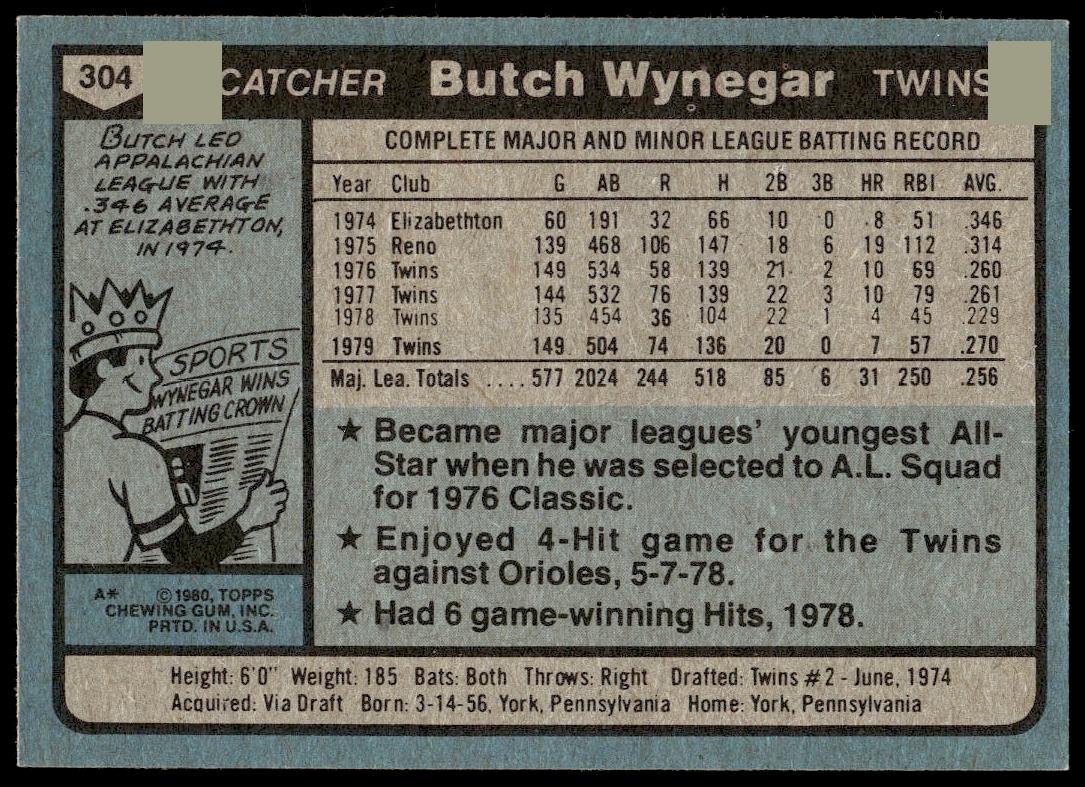 304 CATCHER Butch Wynegar TWINS
BUTCH LED
APPALACHIAN
LEAGUE WITH
.346 AVERAGE
AT ELIZABETHTON,
IN 1974.
SPORTS
WYNEGAR WINS
BATTING CROWN
A* ©1980, TOPPS
CHEWING GUM, INC.
PRTD. IN U.S.A.
COMPLETE MAJOR AND MINOR LEAGUE BATTING RECORD
Year Club G AB R H 2B 3B HR RBI AVG.
1974 Elizabethton 60 191 32 66 10 0 8 51 .346
1975 Reno 139 468 106 147 18 6 19 112 .314
1976 Twins 149 534 58 139 21 2 10 69 .260
1977 Twins 144 532 76 139 22 3 10 79 .261
1978 Twins 135 454 36 104 22 1 4 45 .229
1979 Twins 149 504 74 136 20 0 7 57 .270
Maj. Lea. Totals .... 577 2024 244 518 85 6 31 250 .256
★ Became major leagues' youngest All-
Star when he was selected to A.L. Squad
for 1976 Classic.
★ Enjoyed 4-Hit game for the Twins
against Orioles, 5-7-78.
★ Had 6 game-winning Hits, 1978.
Height: 6'0" Weight: 185 Bats: Both Throws: Right Drafted: Twins #2 - June, 1974
Acquired: Via Draft Born: 3-14-56, York, Pennsylvania Home: York, Pennsylvania